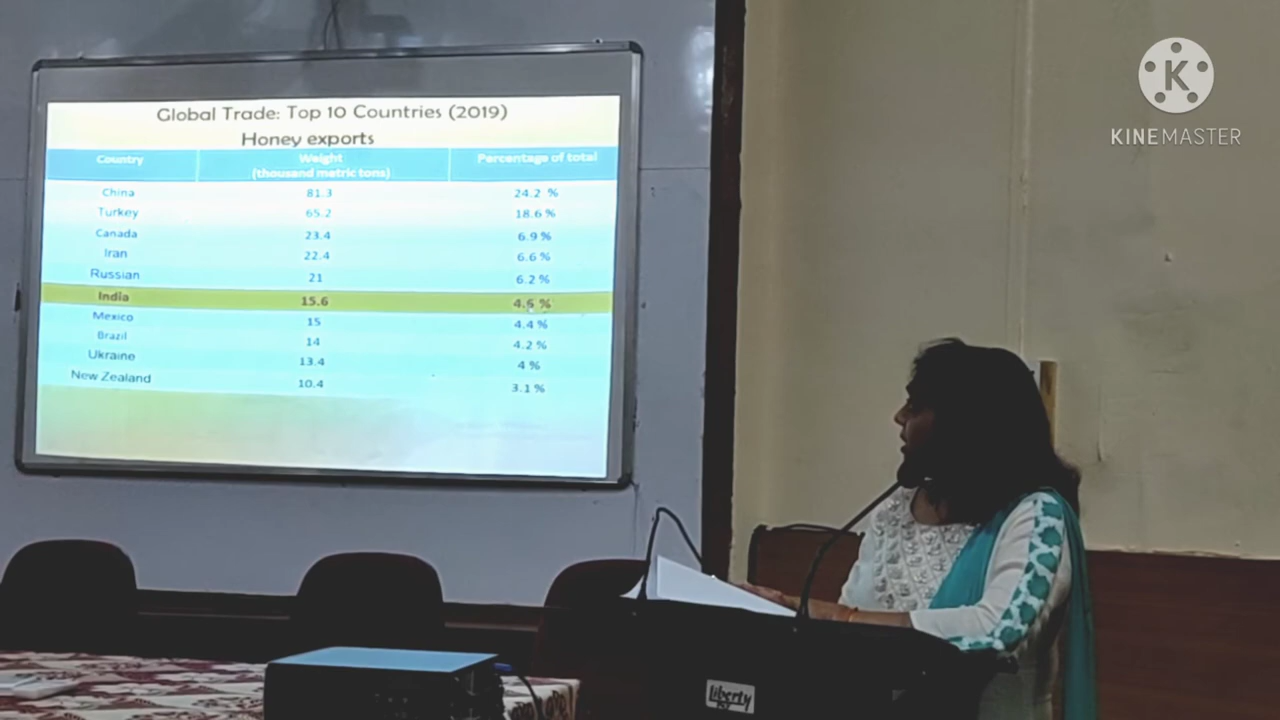 Global Trade: Top 10 Countries (2019)
Honey exports
Country Weight (thousand metric tons) Percentage of total
China 81.3 24.2 %
Turkey 65.2 18.6 %
Canada 23.4 6.9 %
Iran 22.4 6.6 %
Russian 21 6.2 %
India 15.6 4.6 %
Mexico 15 4.4 %
Brazil 14 4.2 %
Ukraine 13.4 4 %
New Zealand 10.4 3.1 %
K
KINEMASTER
Liberty